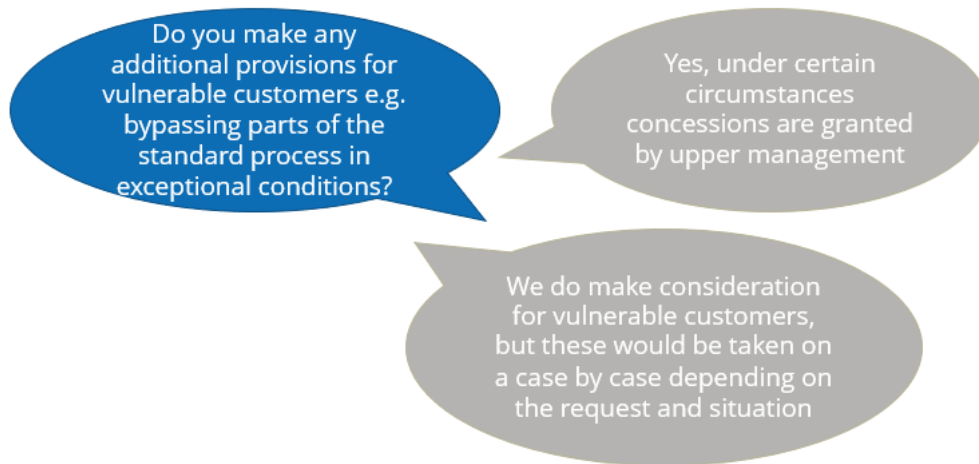 Do you make any
additional provisions for
vulnerable customers e.g.
bypassing parts of the
standard process in
exceptional conditions?
Yes, under certain
circumstances
concessions are granted
by upper management
We do make consideration
for vulnerable customers,
but these would be taken on
a case by case depending on
the request and situation